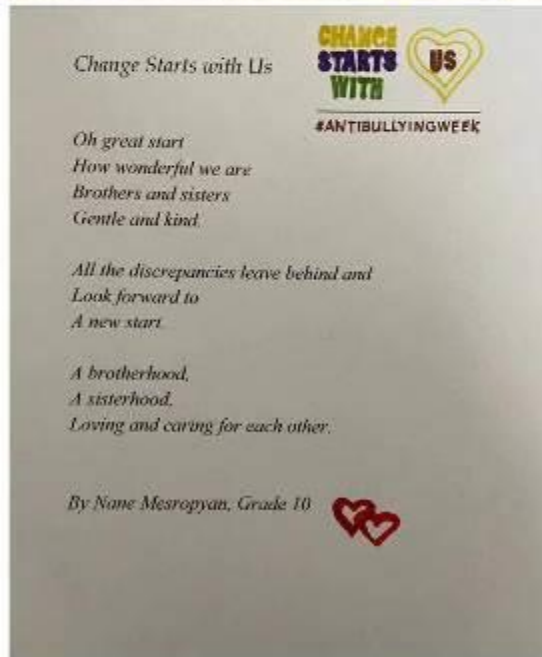 Change Starts with Us
CHANGE
STARTS
WITH
US
#ANTIBULLYINGWEEK
Oh great start
How wonderful we are
Brothers and sisters
Gentle and kind.
All the discrepancies leave behind and
Look forward to
A new start.
A brotherhood,
A sisterhood,
Loving and caring for each other.
By Nane Mesropyan, Grade 10